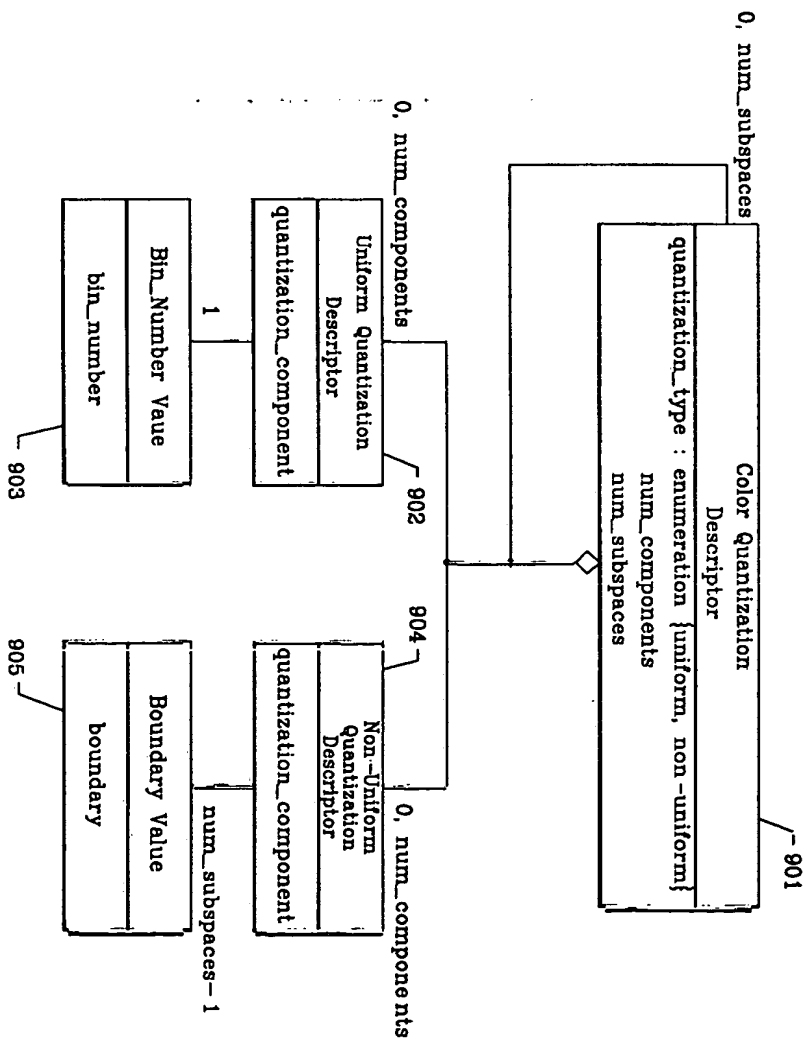 901
0, num_subspaces
Color Quantization
Descriptor
quantization_type : enumeration {uniform, non-uniform{
num_components
num_subspaces
0, num_components
Uniform Quantization
Descriptor
quantization_component
902
1
Bin_Number Vaue
bin_number
903
904
0, num_components
Non-Uniform
Quantization
Descriptor
quantization_component
num_subspaces-1
Boundary Value
boundary
905